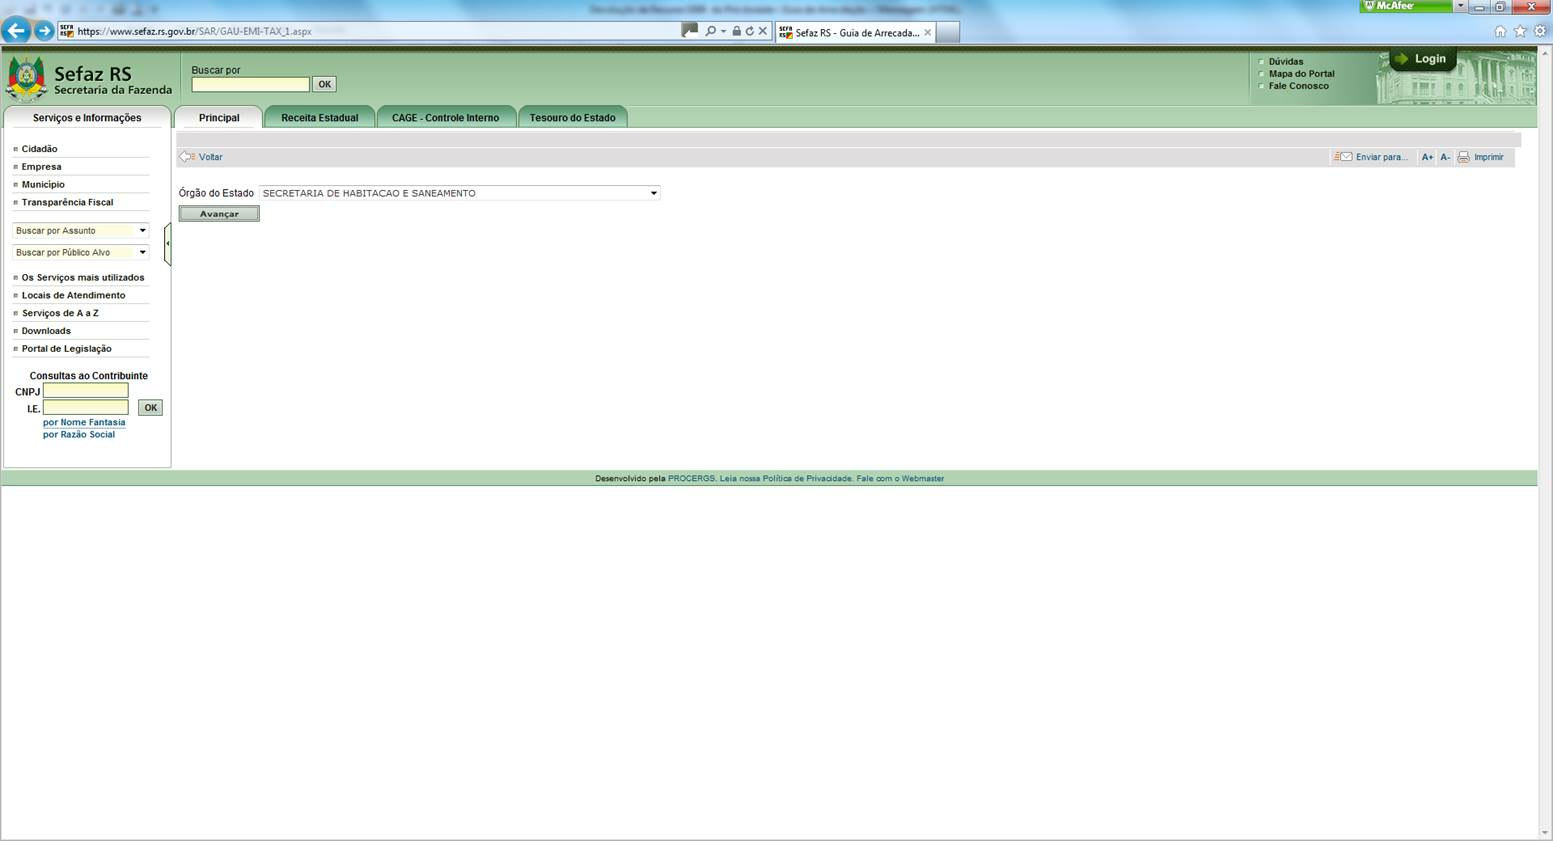 McAfee
https://www.sefaz.rs.gov.br/SAR/GAU-EMI-TAX_1.aspx
Sefaz RS - Guia de Arrecada...
Sefaz RS
Secretaria da Fazenda
Buscar por
OK
Dúvidas
Mapa do Portal
Fale Conosco
Login
Serviços e Informações
Principal
Receita Estadual
CAGE - Controle Interno
Tesouro do Estado
Voltar
Enviar para...
A+
A-
Imprimir
Cidadão
Empresa
Município
Transparência Fiscal
Buscar por Assunto
Buscar por Público Alvo
Os Serviços mais utilizados
Locais de Atendimento
Serviços de A a Z
Downloads
Portal de Legislação
Consultas ao Contribuinte
CNPJ
I.E.
OK
por Nome Fantasia
por Razão Social
Órgão do Estado SECRETARIA DE HABITACAO E SANEAMENTO
Avançar
Desenvolvido pela PROCERGS. Leia nossa Política de Privacidade. Fale com o Webmaster